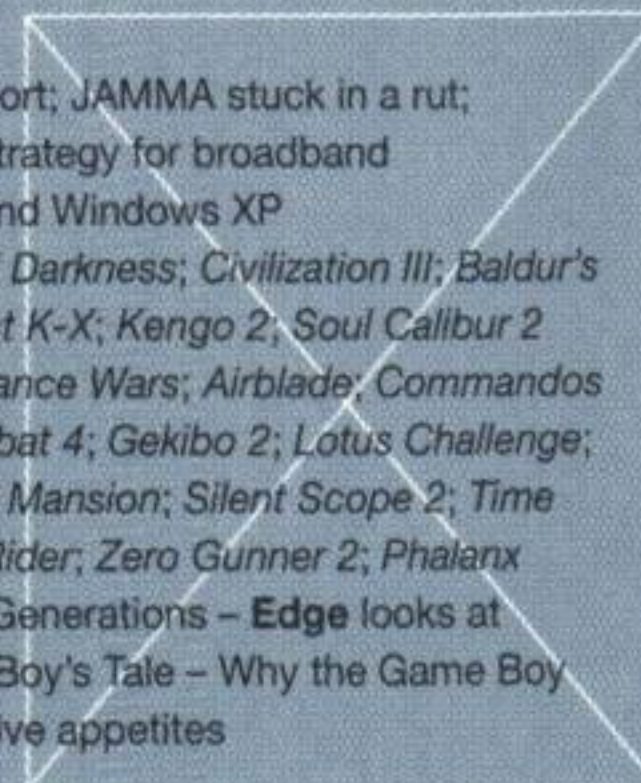 ort; JAMMA stuck in a rut;
trategy for broadband
nd Windows XP
f Darkness; Civilization III; Baldur's
t K-X; Kengo 2; Soul Calibur 2
ance Wars; Airblade; Commandos
bat 4; Gekibo 2; Lotus Challenge;
Mansion; Silent Scope 2; Time
Rider; Zero Gunner 2; Phalanx
Generations – Edge looks at
Boy's Tale – Why the Game Boy
ive appetites